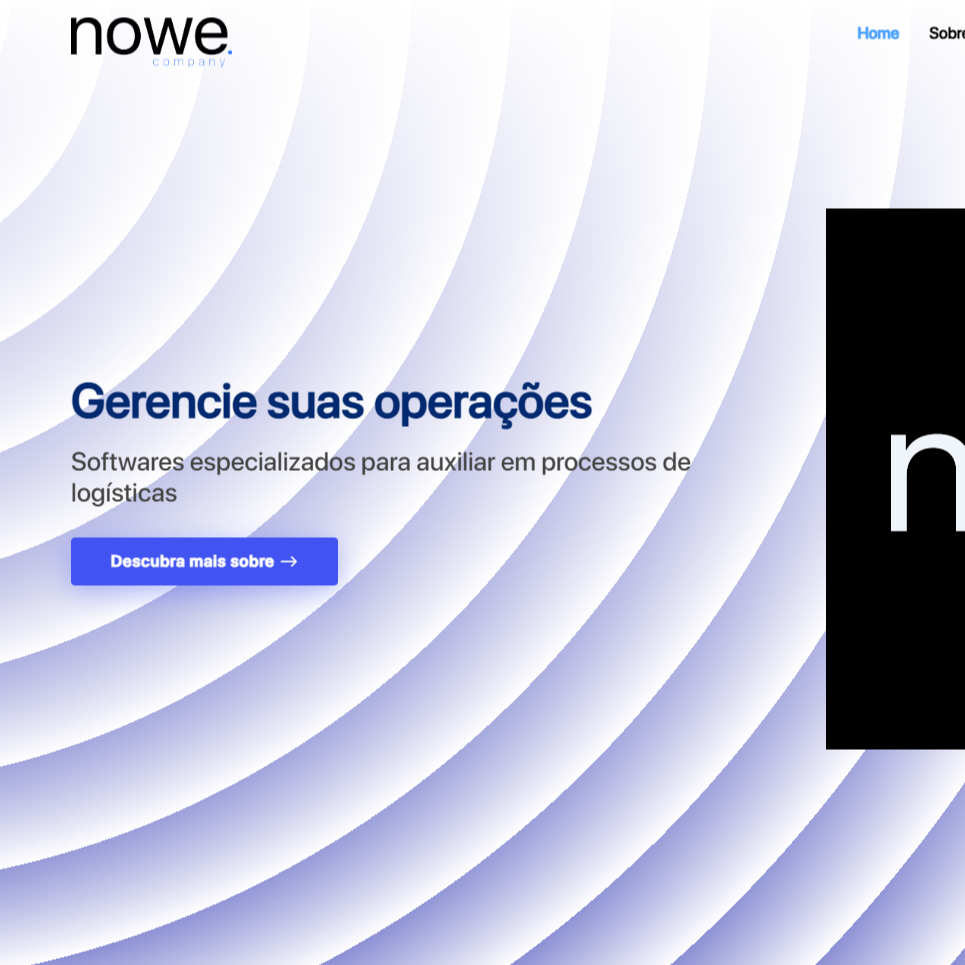 nowe.
company
Home Sobre
Gerencie suas operações
Softwares especializados para auxiliar em processos de
logísticas
Descubra mais sobre →
n